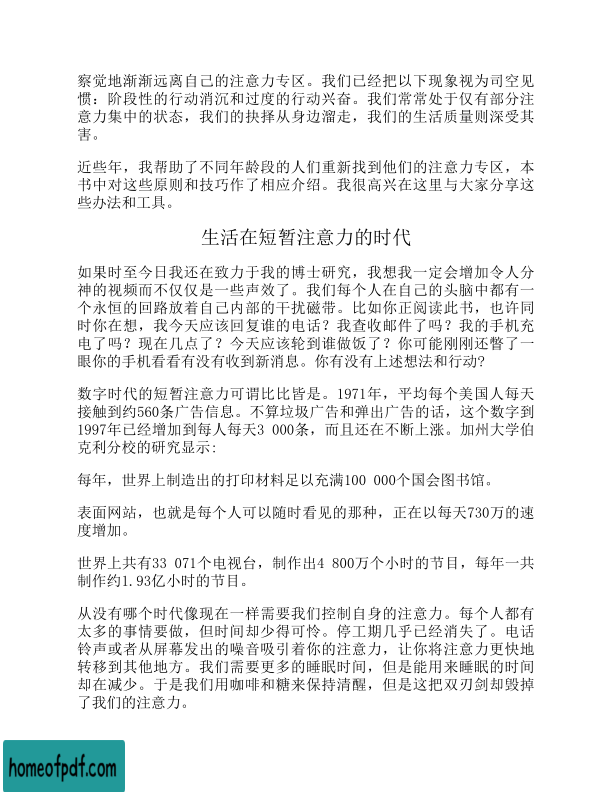 察觉地渐渐远离自己的注意力专区。我们已经把以下现象视为司空见
惯：阶段性的行动消沉和过度的行动兴奋。我们常常处于仅有部分注
意力集中的状态，我们的抉择从身边溜走，我们的生活质量则深受其
害。
近些年，我帮助了不同年龄段的人们重新找到他们的注意力专区，本
书中对这些原则和技巧作了相应介绍。我很高兴在这里与大家分享这
些办法和工具。
生活在短暂注意力的时代
如果时至今日我还在致力于我的博士研究，我想我一定会增加令人分
神的视频而不仅仅是一些声效了。我们每个人在自己的头脑中都有一
个永恒的回路放着自己内部的干扰磁带。比如你正阅读此书，也许同
时你在想，我今天应该回复谁的电话？我查收邮件了吗？我的手机充
电了吗？现在几点了？今天应该轮到谁做饭了？你可能刚刚还瞥了一
眼你的手机看看有没有收到新消息。你有没有上述想法和行动?
数字时代的短暂注意力可谓比比皆是。1971年，平均每个美国人每天
接触到约560条广告信息。不算垃圾广告和弹出广告的话，这个数字到
1997年已经增加到每人每天3 000条，而且还在不断上涨。加州大学伯
克利分校的研究显示:
每年，世界上制造出的打印材料足以充满100 000个国会图书馆。
表面网站，也就是每个人可以随时看见的那种，正在以每天730万的速
度增加。
世界上共有33 071个电视台，制作出4 800万个小时的节目，每年一共
制作约1.93亿小时的节目。
从没有哪个时代像现在一样需要我们控制自身的注意力。每个人都有
太多的事情要做，但时间却少得可怜。停工期几乎已经消失了。电话
铃声或者从屏幕发出的噪音吸引着你的注意力，让你将注意力更快地
转移到其他地方。我们需要更多的睡眠时间，但是能用来睡眠的时间
却在减少。于是我们用咖啡和糖来保持清醒，但是这把双刃剑却毁掉
了我们的注意力。
homeofpdf.com